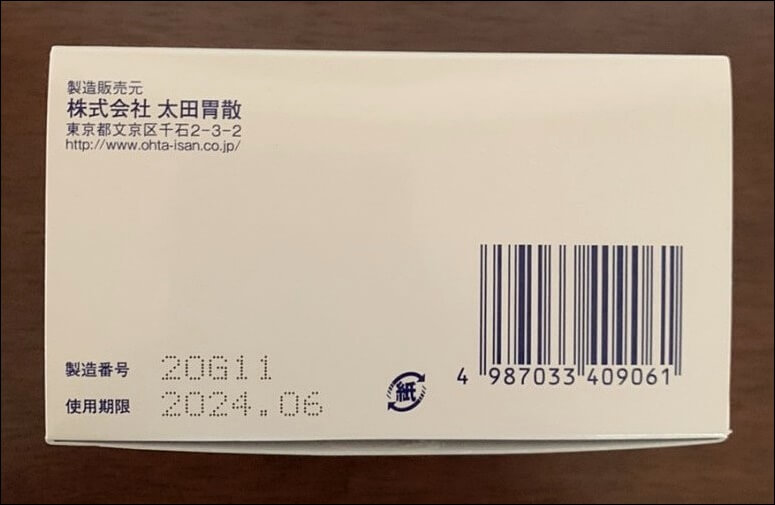 製造販売元
株式会社 太田胃散
東京都文京区千石2-3-2
http://www.ohta-isan.co.jp/
製造番号 20G11
使用期限 2024.06
紙
4 987033 409061